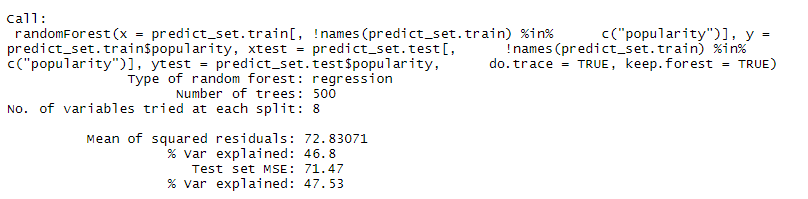 Call:
randomForest(x = predict_set.train[, !names(predict_set.train) %in% c("popularity")], y =
predict_set.train$popularity, xtest = predict_set.test[, !names(predict_set.train) %in%
c("popularity")], ytest = predict_set.test$popularity, do.trace = TRUE, keep.forest = TRUE)
Type of random forest: regression
Number of trees: 500
No. of variables tried at each split: 8
Mean of squared residuals: 72.83071
% Var explained: 46.8
Test set MSE: 71.47
% Var explained: 47.53